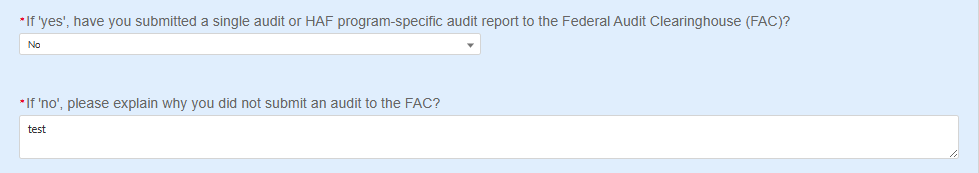 *If 'yes', have you submitted a single audit or HAF program-specific audit report to the Federal Audit Clearinghouse (FAC)?
No
*If 'no', please explain why you did not submit an audit to the FAC?
test